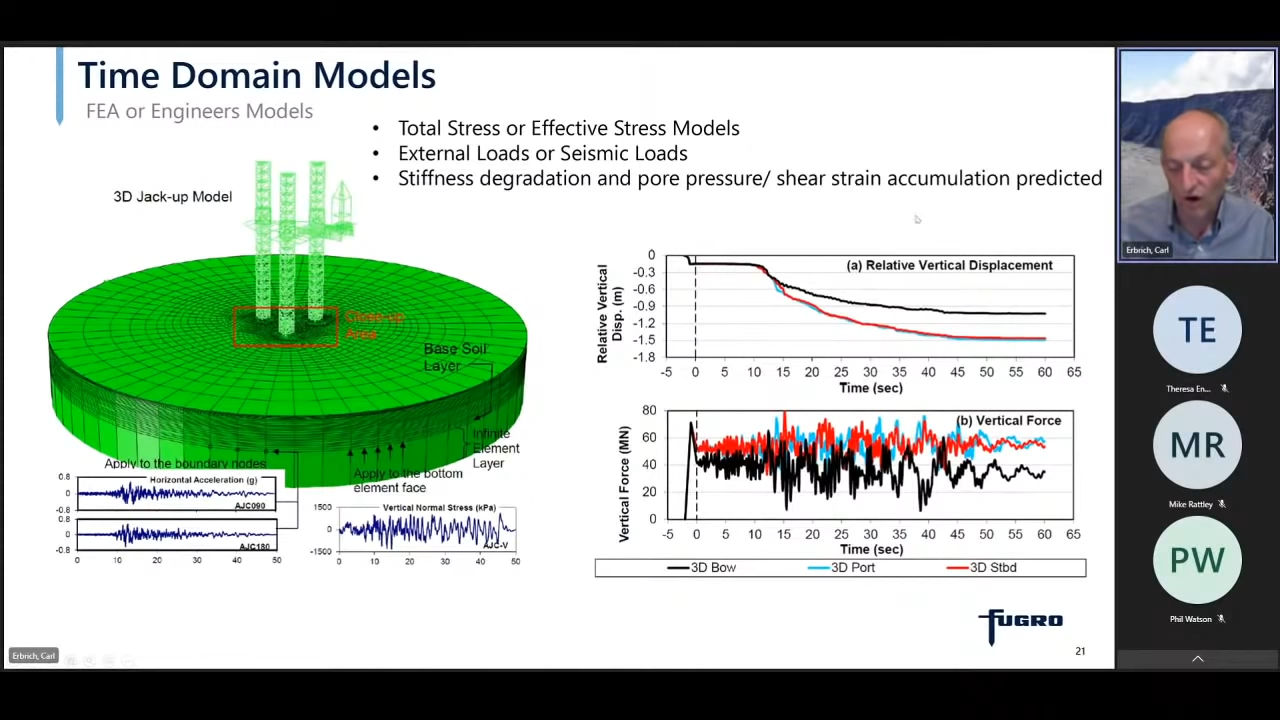 Time Domain Models
FEA or Engineers Models
• Total Stress or Effective Stress Models
• External Loads or Seismic Loads
• Stiffness degradation and pore pressure/ shear strain accumulation predicted
3D Jack-up Model
Close-up
Area
Base Soil
Layer
Infinite
Element
Layer
Apply to the boundary nodes
Apply to the bottom
element face
Horizontal Acceleration (g)
0.8
0
-0.8
AJC090
0.8
0
-0.8
AJC180
0 10 20 30 40 50
Vertical Normal Stress (kPa)
1500
0
-1500
AJC-V
0 10 20 30 40 50
(a) Relative Vertical Displacement
Relative Vertical
Disp. (m)
0
-0.3
-0.6
-0.9
-1.2
-1.5
-1.8
-5 0 5 10 15 20 25 30 35 40 45 50 55 60 65
Time (sec)
(b) Vertical Force
Vertical Force (MN)
80
60
40
20
0
-5 0 5 10 15 20 25 30 35 40 45 50 55 60 65
Time (sec)
3D Bow 3D Port 3D Stbd
FUGRO
21
Erbrich, Carl
Erbrich, Carl
TE
Theresa En...
MR
Mike Rattley
PW
Phil Watson